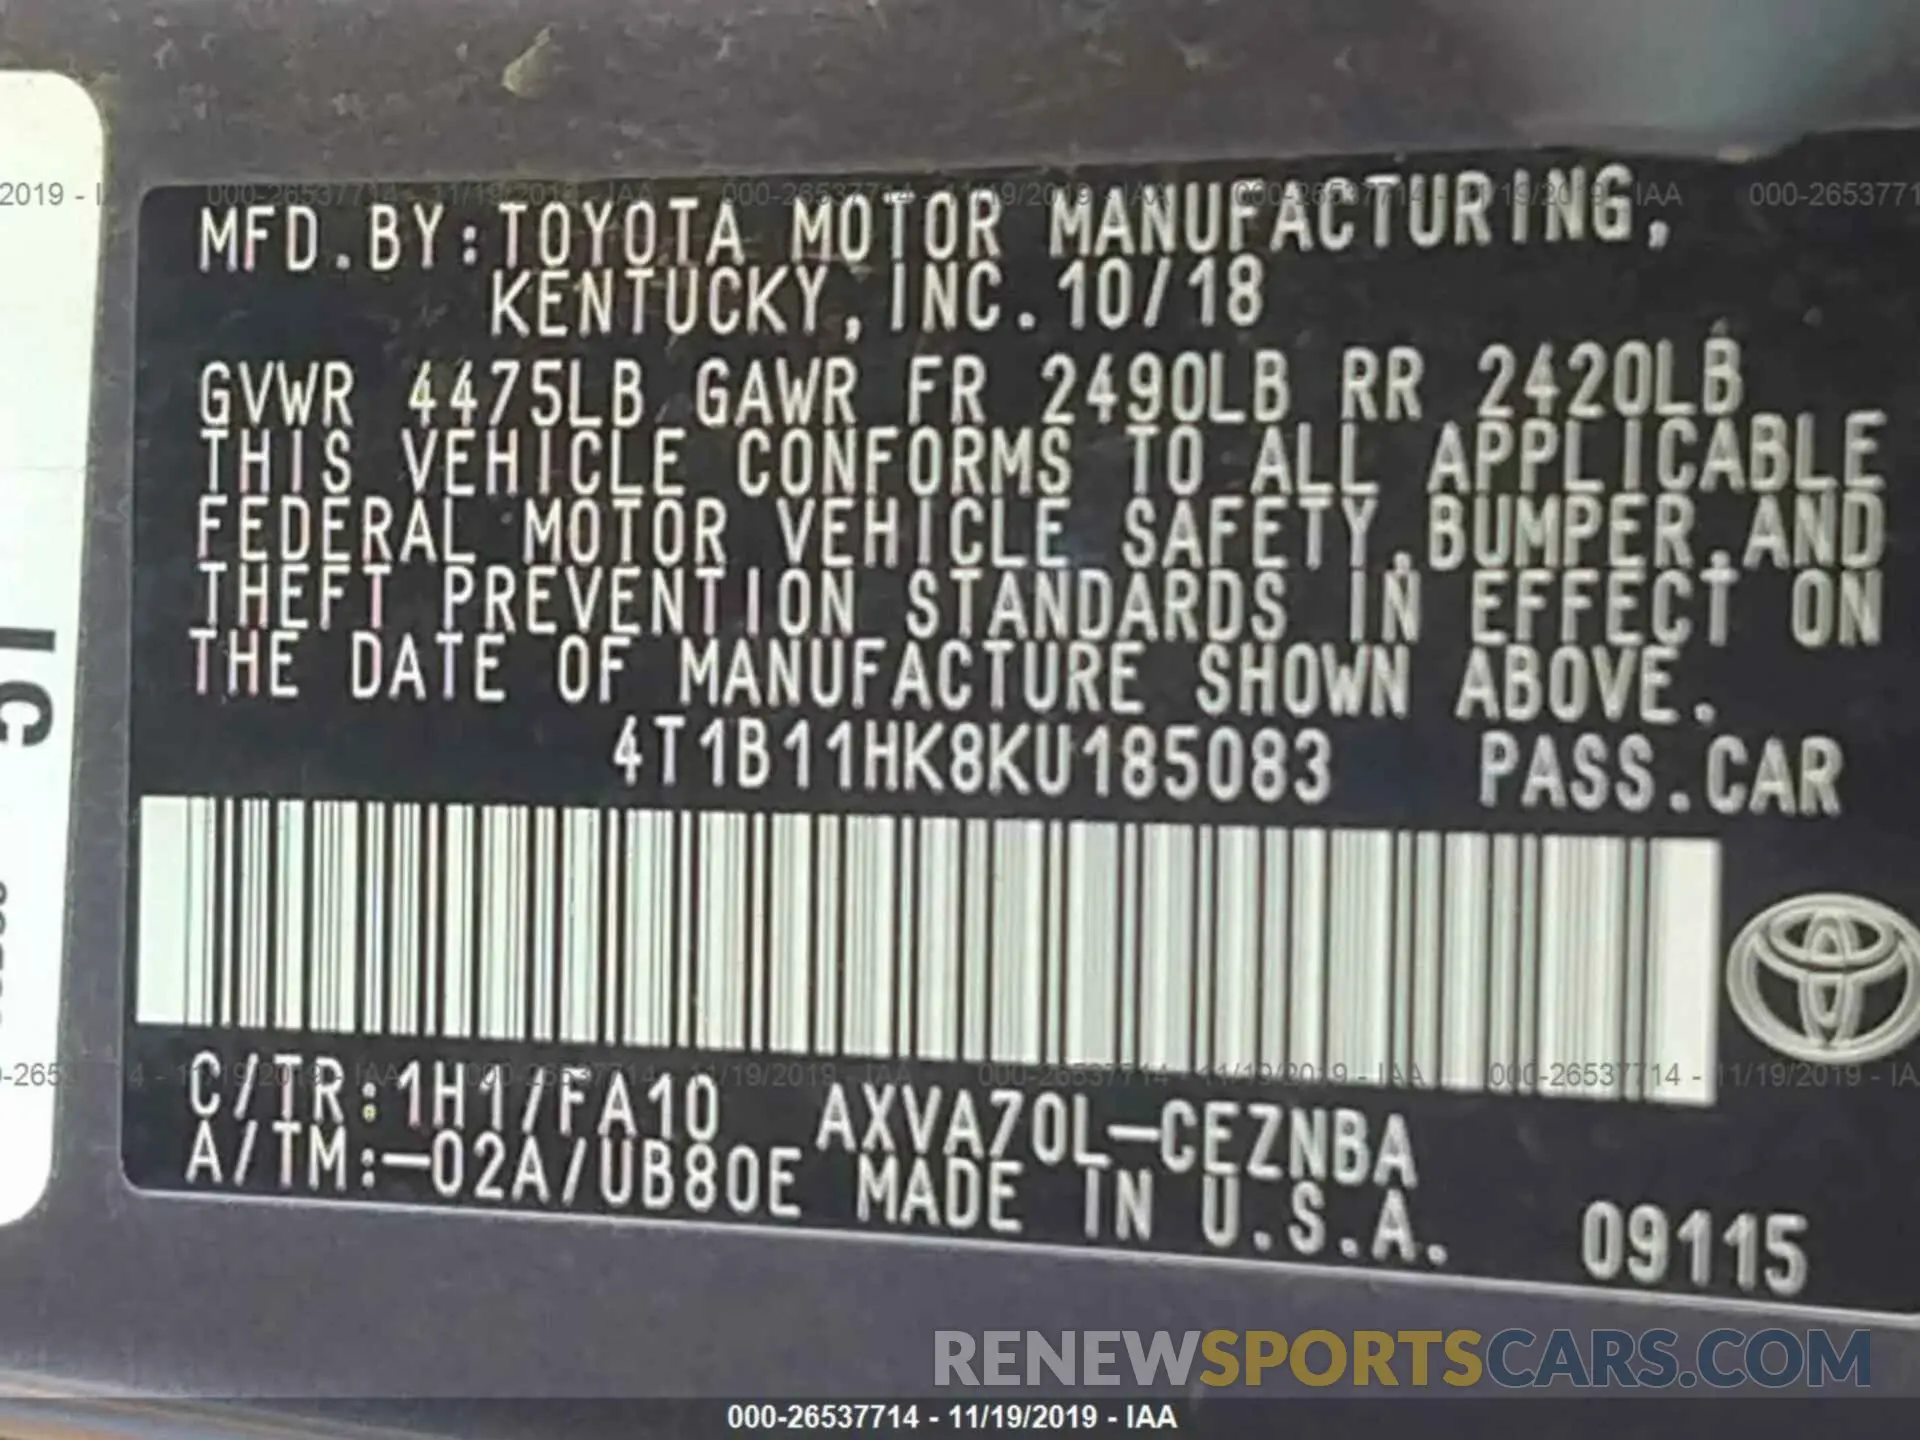 MFD.BY:TOYOTA MOTOR MANUFACTURING,
KENTUCKY, INC. 10/18
GVWR 4475LB GAWR FR 2490LB RR 2420LB
THIS VEHICLE CONFORMS TO ALL APPLICABLE
FEDERAL MOTOR VEHICLE SAFETY,BUMPER,AND
THEFT PREVENTION STANDARDS IN EFFECT ON
THE DATE OF MANUFACTURE SHOWN ABOVE.
4T1B11HK8KU185083 PASS.CAR
C/TR:1H1/FA10 AXVA70L-CEZNBA
A/TM:-02A/UB80E MADE IN U.S.A.
09115
RENEWSPORTSCARS.COM
000-26537714 - 11/19/2019 - IAA